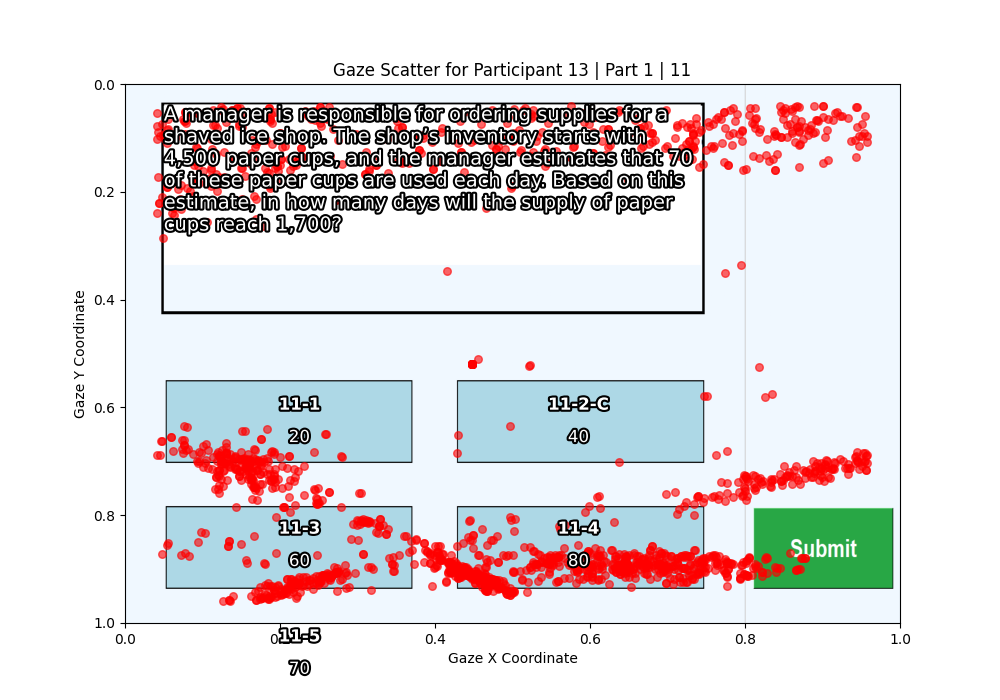 Gaze Scatter for Participant 13 | Part 1 | 11
A manager is responsible for ordering supplies for a
shaved ice shop. The shop's inventory starts with
4,500 paper cups, and the manager estimates that 70
of these paper cups are used each day. Based on this
estimate, in how many days will the supply of paper
cups reach 1,700?
11-1
20
11-2-C
40
11-3
60
11-4
80
Submit
11-5
70
Gaze Y Coordinate
0.0
0.2
0.4
0.6
0.8
1.0
0.0 0.2 0.4 0.6 0.8 1.0
Gaze X Coordinate